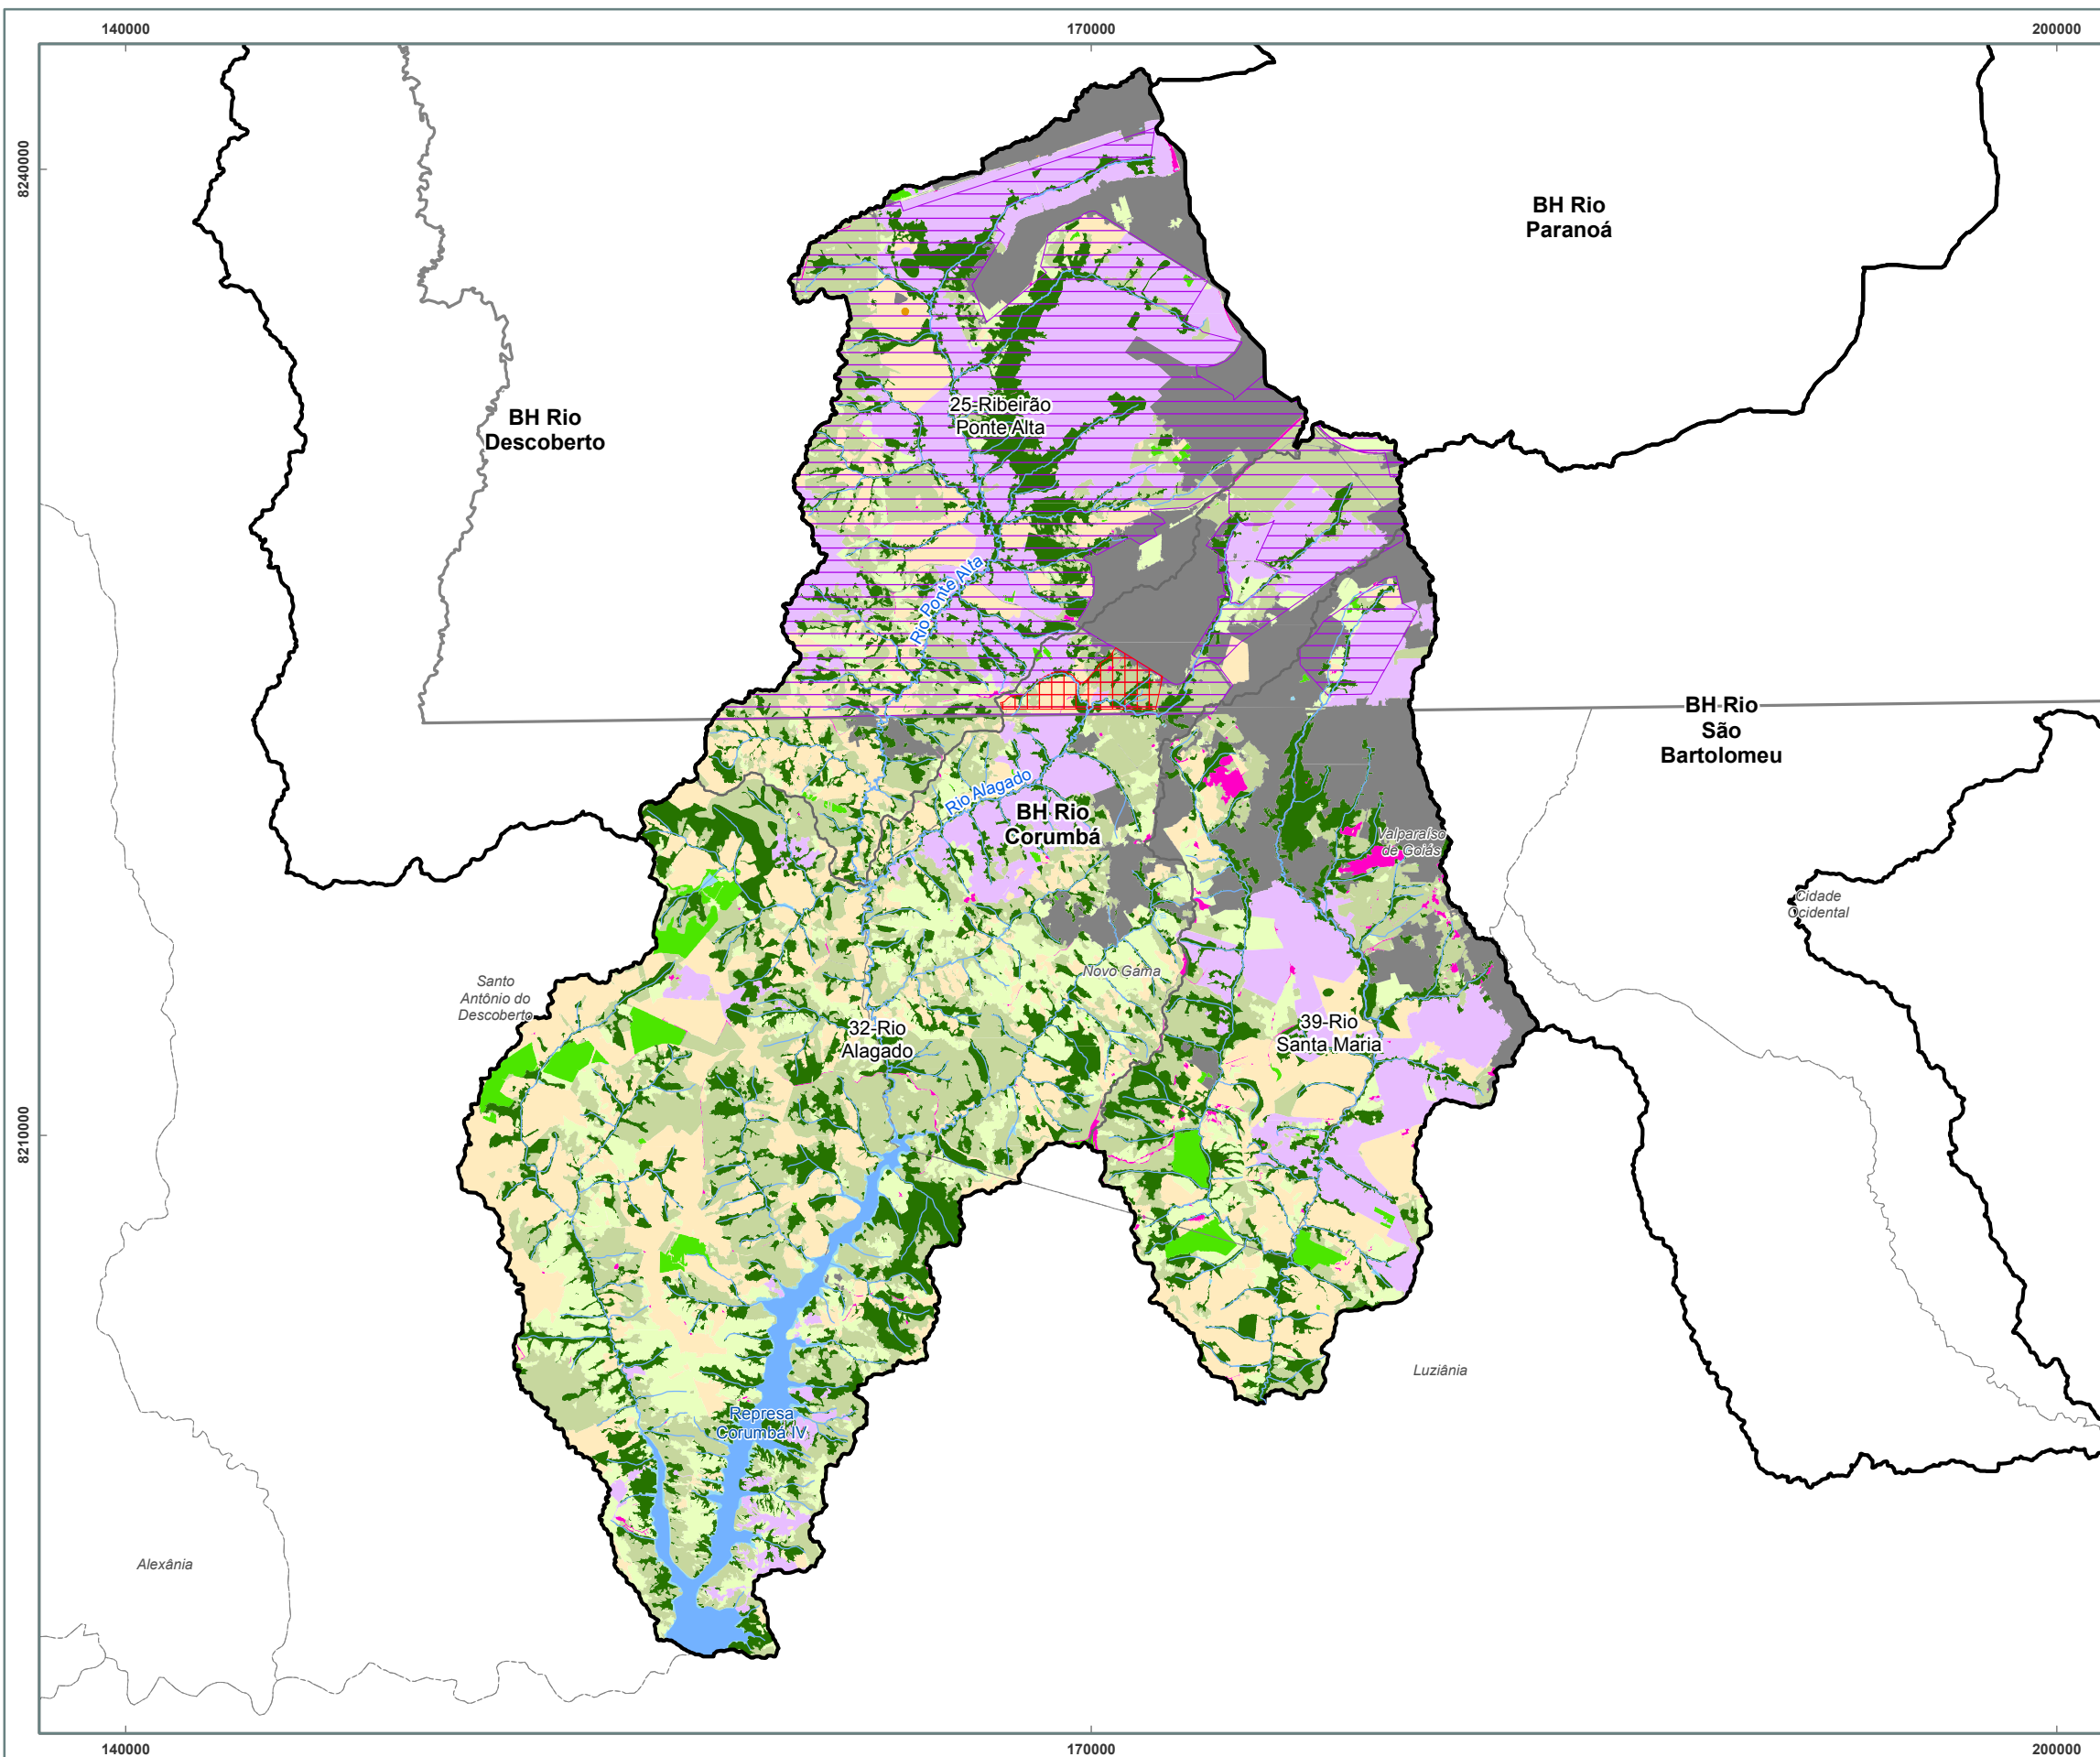 140000
170000
200000
8240000
BH Rio
Paranoá
BH Rio
Descoberto
25-Ribeirão
Ponte Alta
Rio Ponte Alta
BH Rio
São
Bartolomeu
Rio Alagado
BH Rio
Corumbá
Valparaíso
de Goiás
Cidade
Ocidental
Novo Gama
Santo
Antônio do
Descoberto
32-Rio
Alagado
39-Rio
Santa Maria
8210000
Luziânia
Represa
Corumbá IV
Alexânia
140000
170000
200000